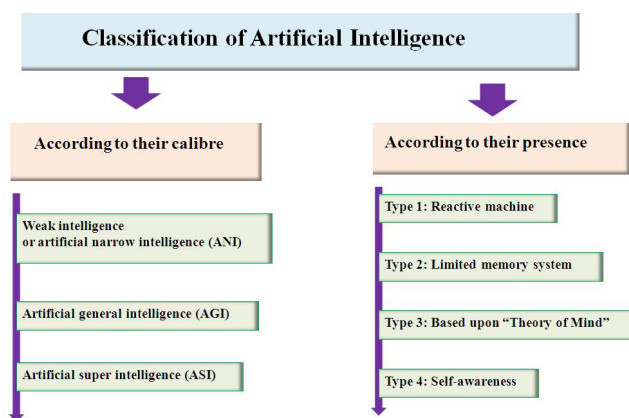 Classification of Artificial Intelligence
According to their calibre
Weak intelligence
or artificial narrow intelligence (ANI)
Artificial general intelligence (AGI)
Artificial super intelligence (ASI)
According to their presence
Type 1: Reactive machine
Type 2: Limited memory system
Type 3: Based upon “Theory of Mind”
Type 4: Self-awareness